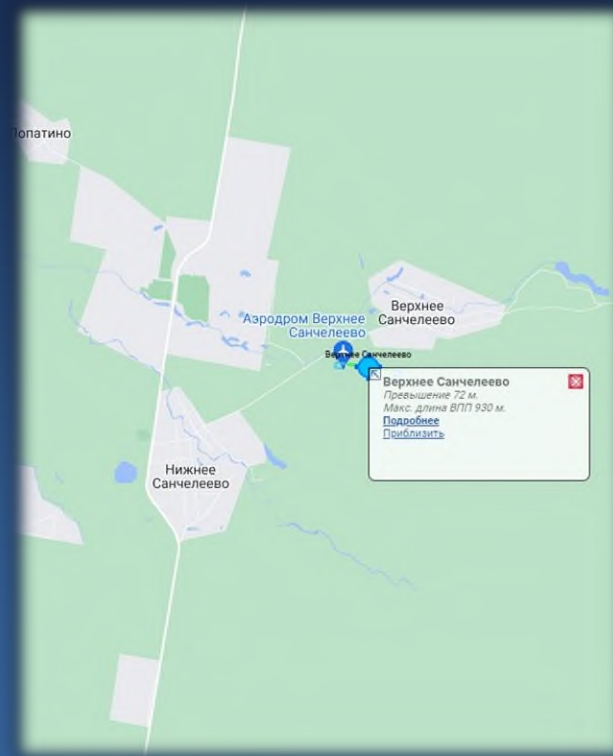 Лопатино
Верхнее
Санчелеево
Аэродром Верхнее
Санчелеево
Верхнее Санчелеево
Верхнее Санчелеево
Превышение 72 м.
Макс. длина ВПП 930 м.
Подробнее
Приблизить
Нижнее
Санчелеево